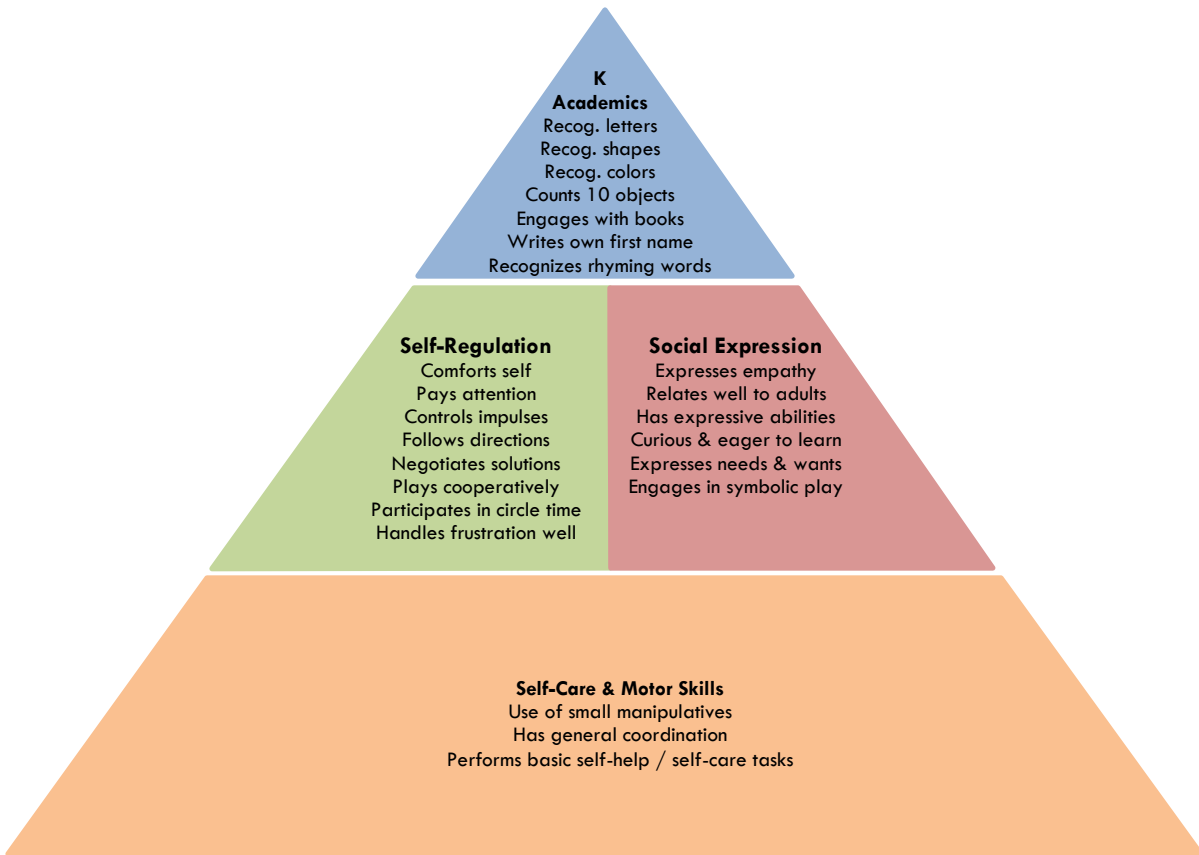 K
Academics
Recog. letters
Recog. shapes
Recog. colors
Counts 10 objects
Engages with books
Writes own first name
Recognizes rhyming words
Self-Regulation
Comforts self
Pays attention
Controls impulses
Follows directions
Negotiates solutions
Plays cooperatively
Participates in circle time
Handles frustration well
Social Expression
Expresses empathy
Relates well to adults
Has expressive abilities
Curious & eager to learn
Expresses needs & wants
Engages in symbolic play
Self-Care & Motor Skills
Use of small manipulatives
Has general coordination
Performs basic self-help / self-care tasks